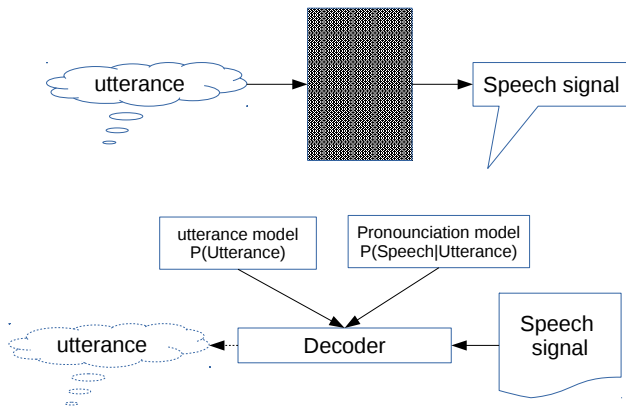 utterance
Speech signal
utterance model
P(Utterance)
Pronounciation model
P(Speech|Utterance)
utterance
Decoder
Speech
signal